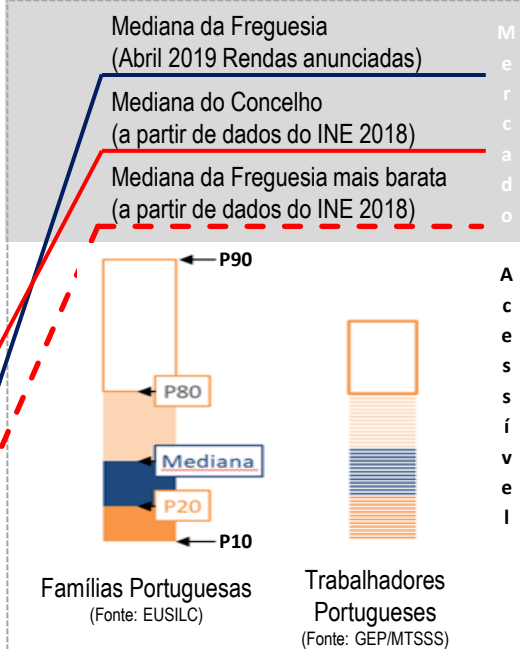 Mediana da Freguesia
(Abril 2019 Rendas anunciadas)
Mediana do Concelho
(a partir de dados do INE 2018)
Mediana da Freguesia mais barata
(a partir de dados do INE 2018)
Mercado
P90
P80
Mediana
P20
P10
Acessível
Famílias Portuguesas
(Fonte: EUSILC)
Trabalhadores
Portugueses
(Fonte: GEP/MTSSS)